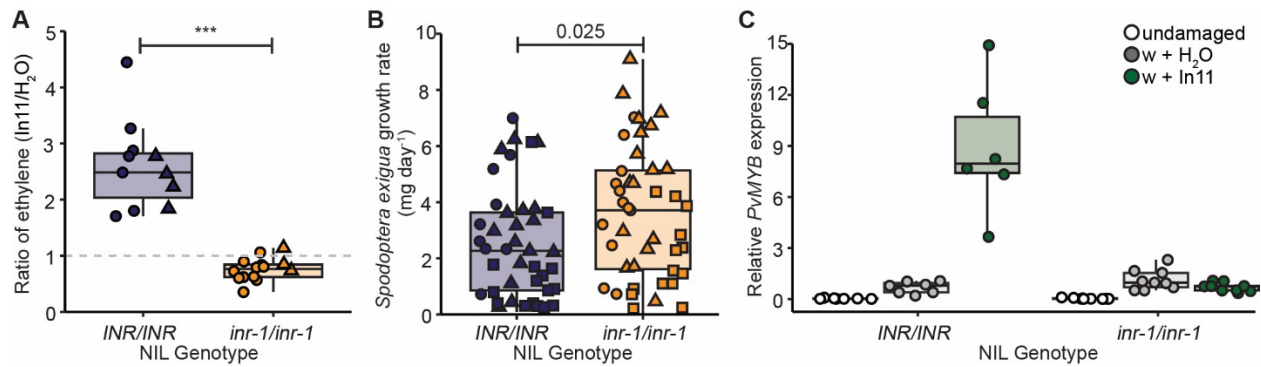 A
Ratio of ethylene (In11/H₂O)
5
4
3
2
1
0
***
INR/INR
inr-1/inr-1
NIL Genotype
B
Spodoptera exigua growth rate
(mg day⁻¹)
10
8
6
4
2
0
0.025
INR/INR
inr-1/inr-1
NIL Genotype
C
Relative PvMYB expression
15
12
9
6
3
0
undamaged
w + H₂O
w + In11
INR/INR
inr-1/inr-1
NIL Genotype